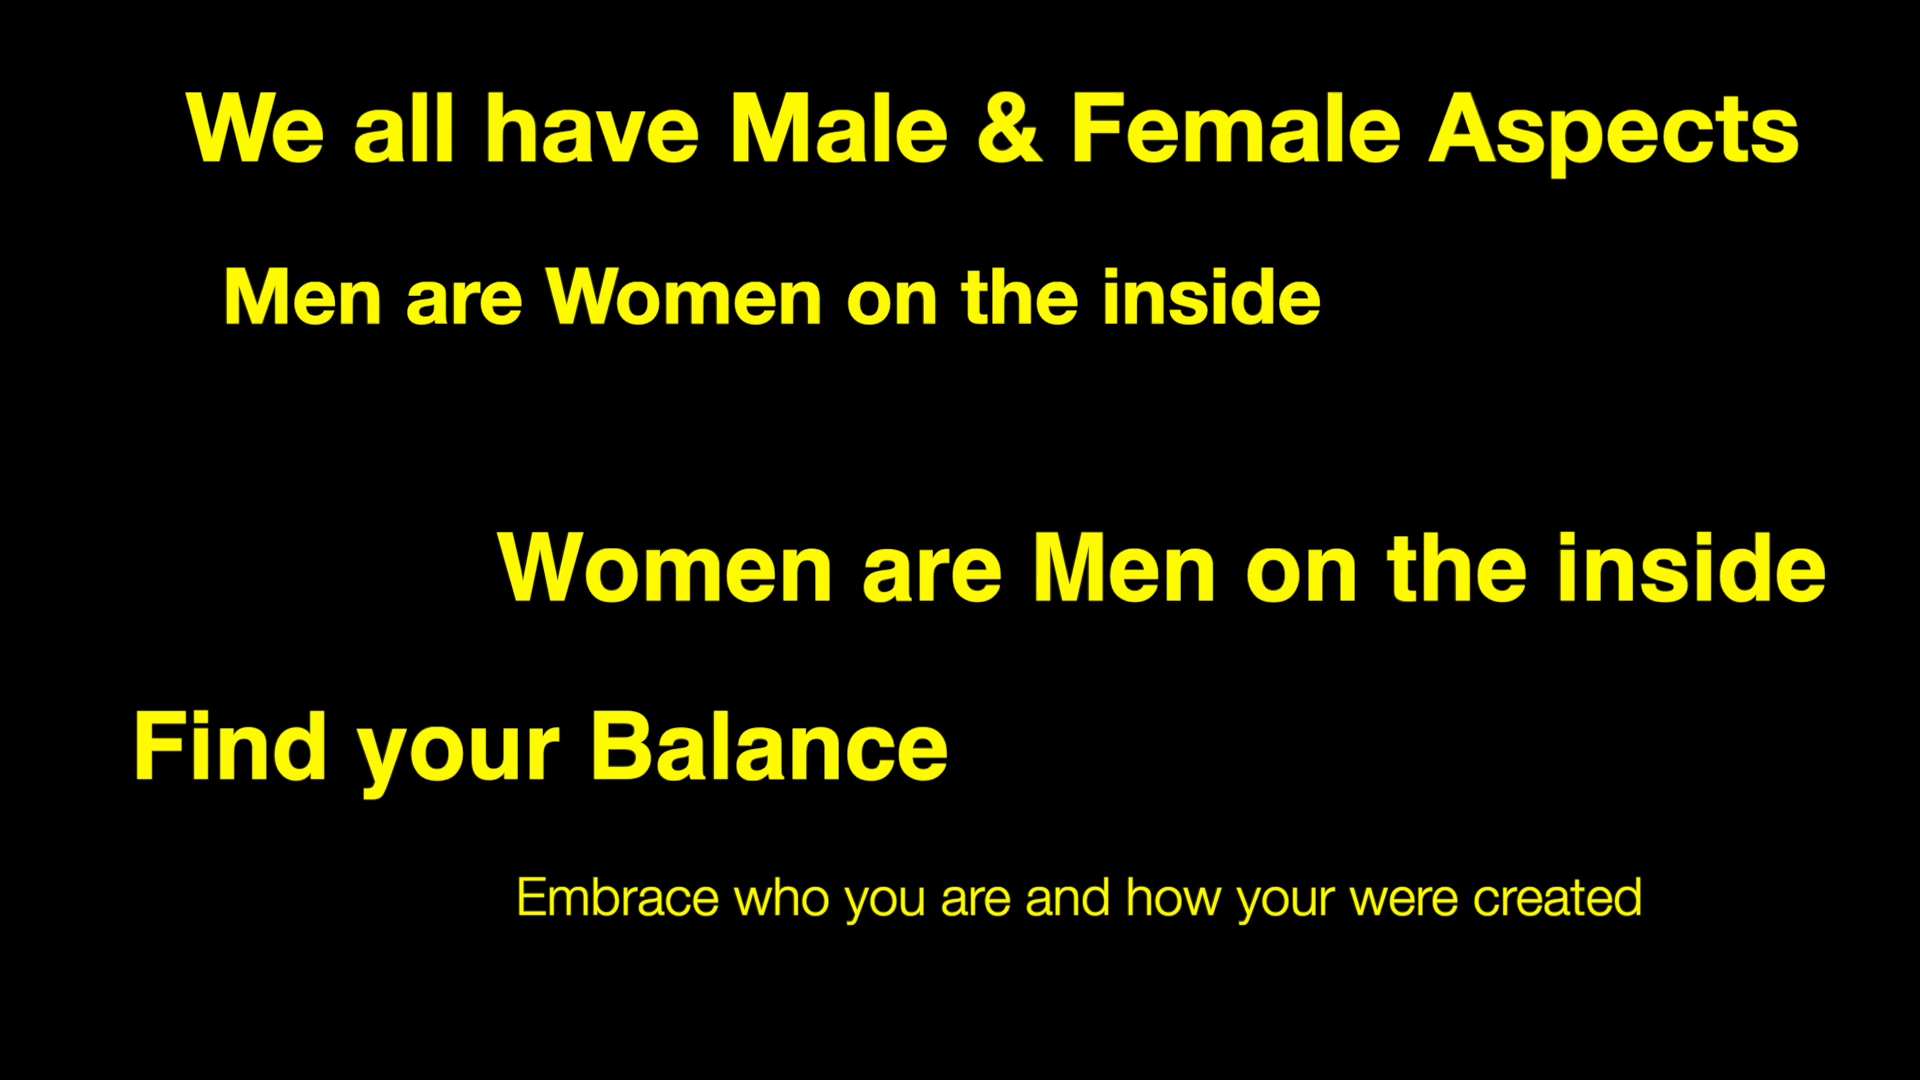 We all have Male & Female Aspects
Men are Women on the inside
Women are Men on the inside
Find your Balance
Embrace who you are and how your were created